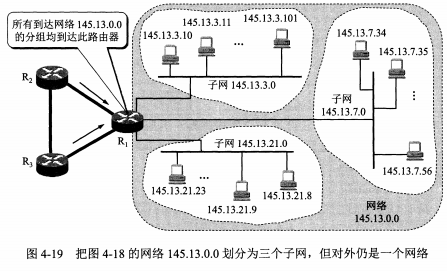 所有到达网络 145.13.0.0
的分组均到达此路由器
145.13.3.10
145.13.3.11
145.13.3.101
…
子网 145.13.3.0
R₂
R₁
R₃
145.13.7.34
145.13.7.35
…
子网
145.13.7.0
145.13.7.56
子网 145.13.21.0
…
145.13.21.23
145.13.21.9
145.13.21.8
网络
145.13.0.0
图 4-19 把图 4-18 的网络 145.13.0.0 划分为三个子网，但对外仍是一个网络